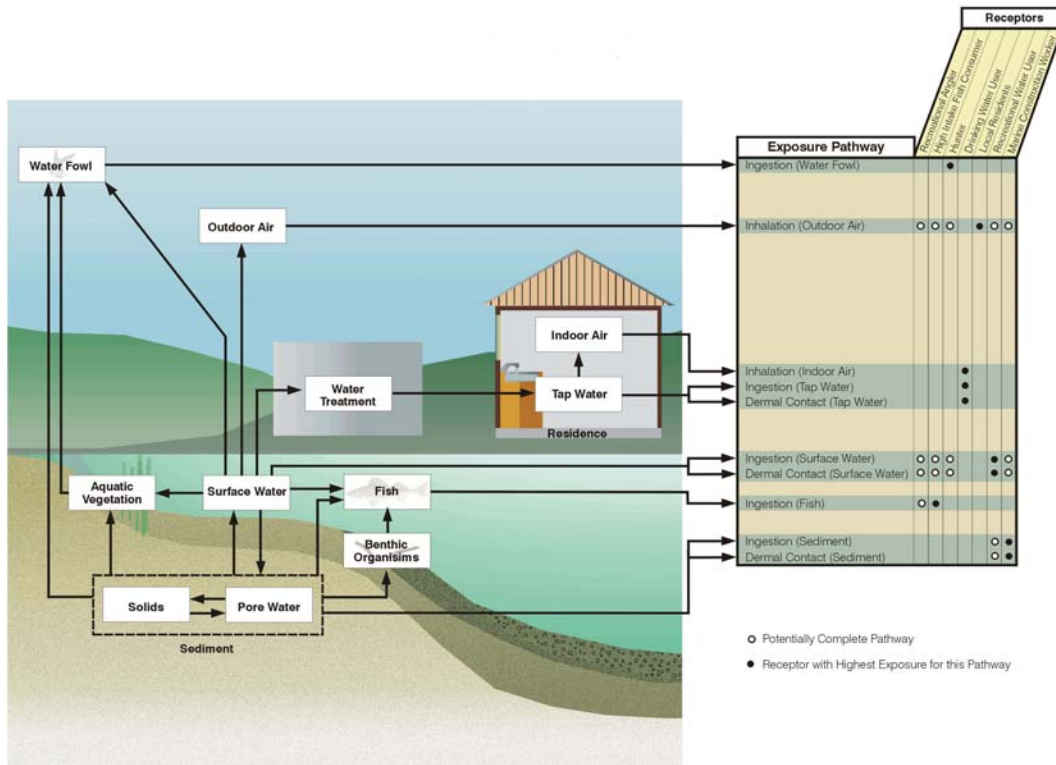 Receptors
Recreational Angler
High Intake Fish Consumer
Hunter
Drinking Water User
Local Residents
Recreational Water User
Marine Construction Worker
Exposure Pathway
Water Fowl
Ingestion (Water Fowl)
Outdoor Air
Inhalation (Outdoor Air)
Indoor Air
Inhalation (Indoor Air)
Water
Treatment
Tap Water
Ingestion (Tap Water)
Dermal Contact (Tap Water)
Residence
Aquatic
Vegetation
Surface Water
Fish
Ingestion (Surface Water)
Dermal Contact (Surface Water)
Ingestion (Fish)
Benthic
Organisims
Ingestion (Sediment)
Dermal Contact (Sediment)
Solids
Pore Water
Sediment
Potentially Complete Pathway
Receptor with Highest Exposure for this Pathway